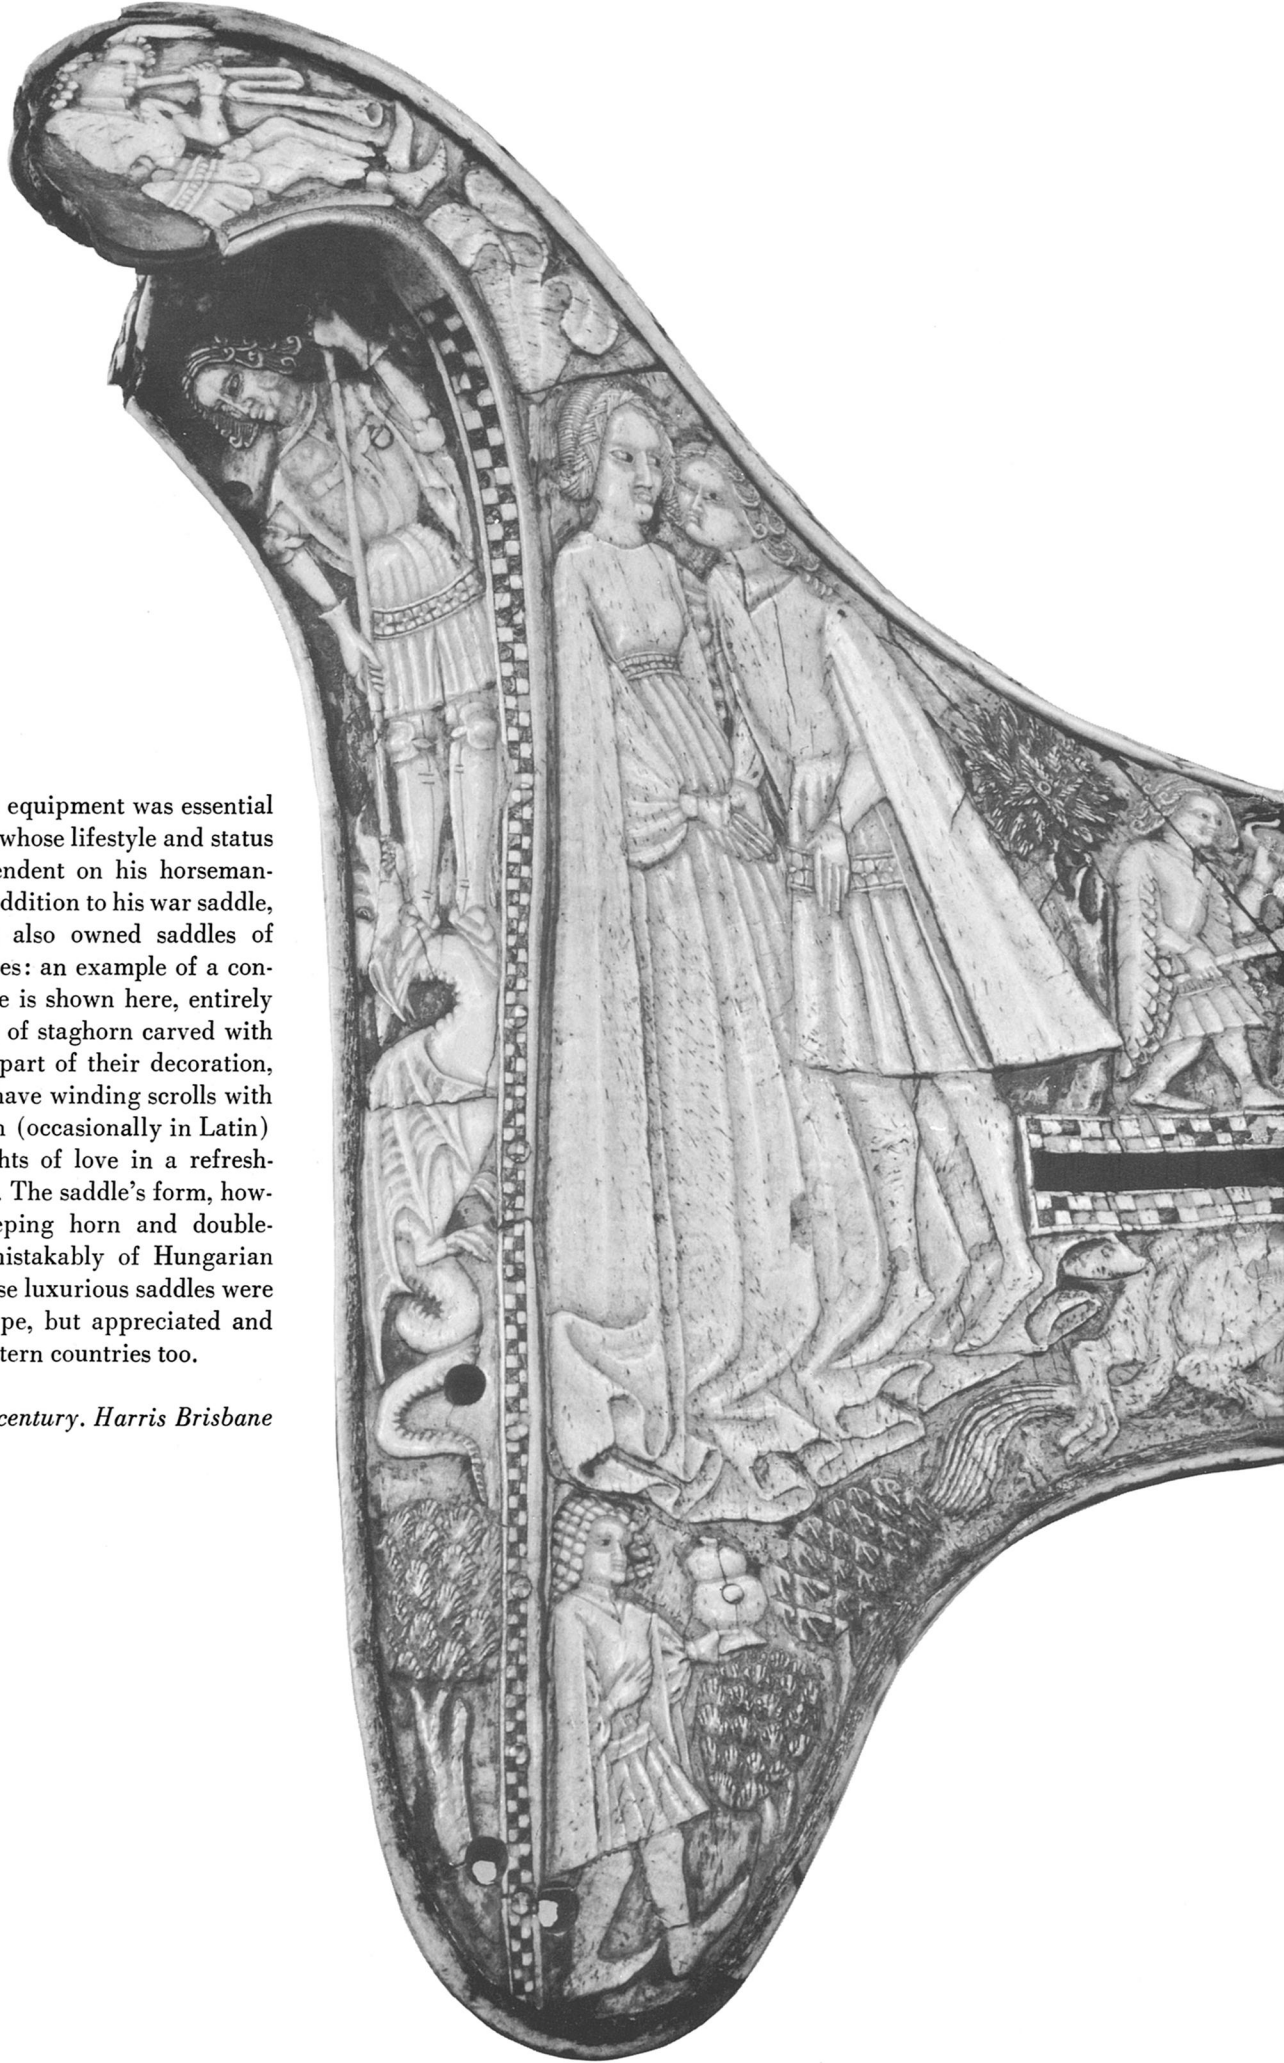 equipment was essential
whose lifestyle and status
endent on his horseman-
ddition to his war saddle,
also owned saddles of
es: an example of a con-
e is shown here, entirely
of staghorn carved with
part of their decoration,
have winding scrolls with
n (occasionally in Latin)
hts of love in a refresh-
. The saddle's form, how-
eping horn and double-
nistakably of Hungarian
se luxurious saddles were
pe, but appreciated and
tern countries too.
century. Harris Brisbane